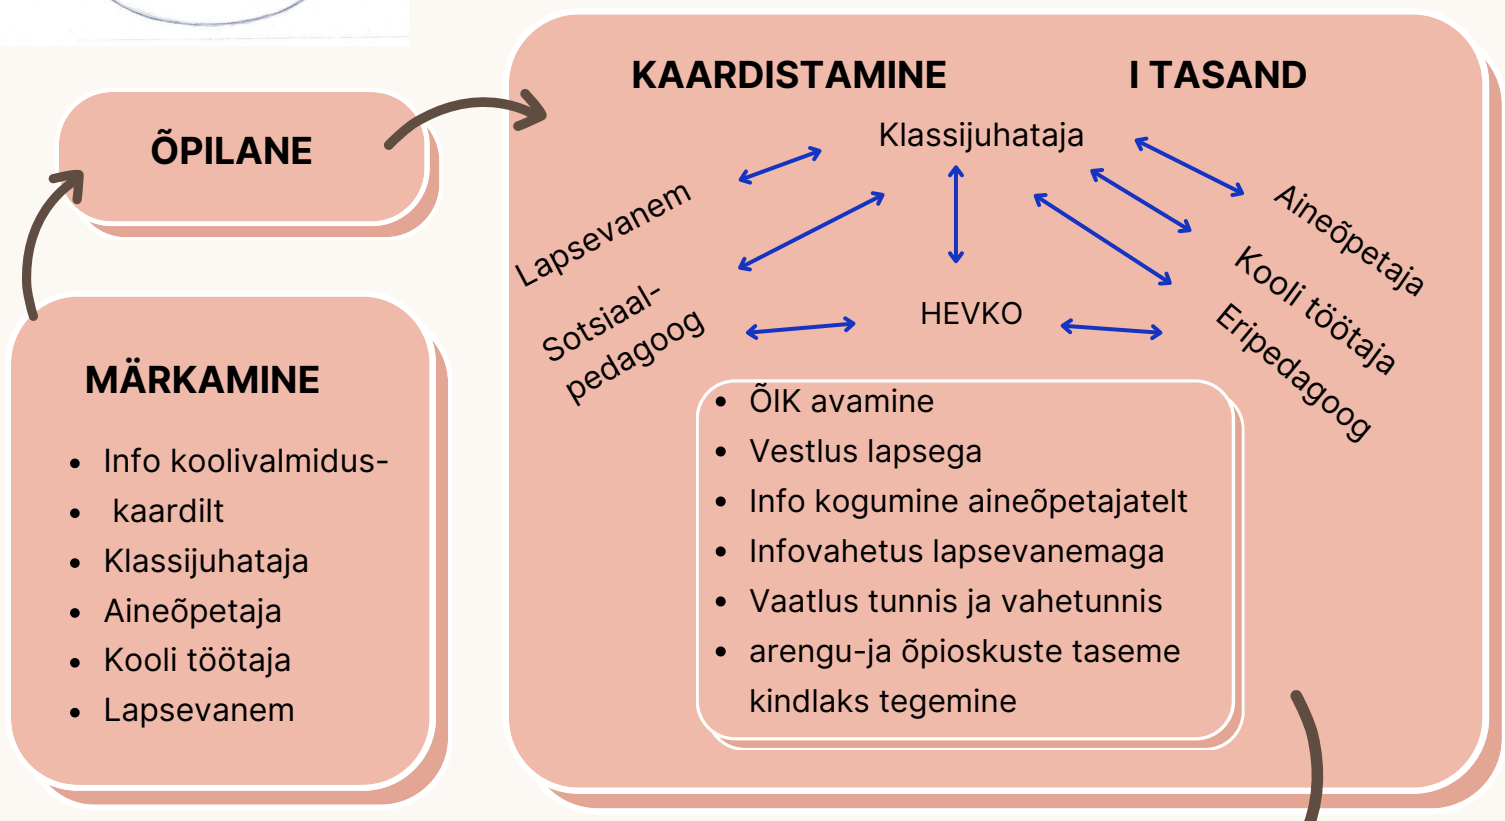 ÕPILANE
MÄRKAMINE
Info koolivalmidus-
kaardilt
Klassijuhataja
Aineõpetaja
Kooli töötaja
Lapsevanem
KAARDISTAMINE I TASAND
Klassijuhataja
Lapsevanem
Sotsiaal-
pedagoog
HEVKO
Aineõpetaja
Kooli töötaja
Eripedagoog
ÕIK avamine
Vestlus lapsega
Info kogumine aineõpetajatelt
Infovahetus lapsevanemaga
Vaatlus tunnis ja vahetunnis
arengu-ja õpioskuste taseme
kindlaks tegemine